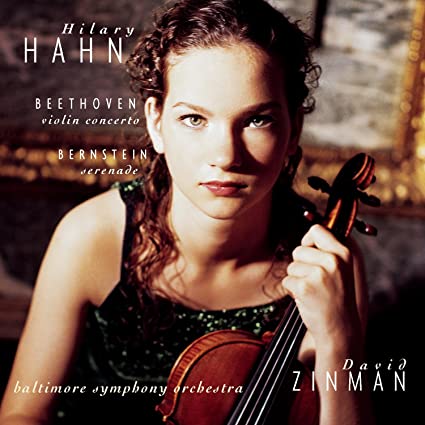 Hilary
HAHN
BEETHOVEN
violin concerto
BERNSTEIN
serenade
David
ZINMAN
baltimore symphony orchestra